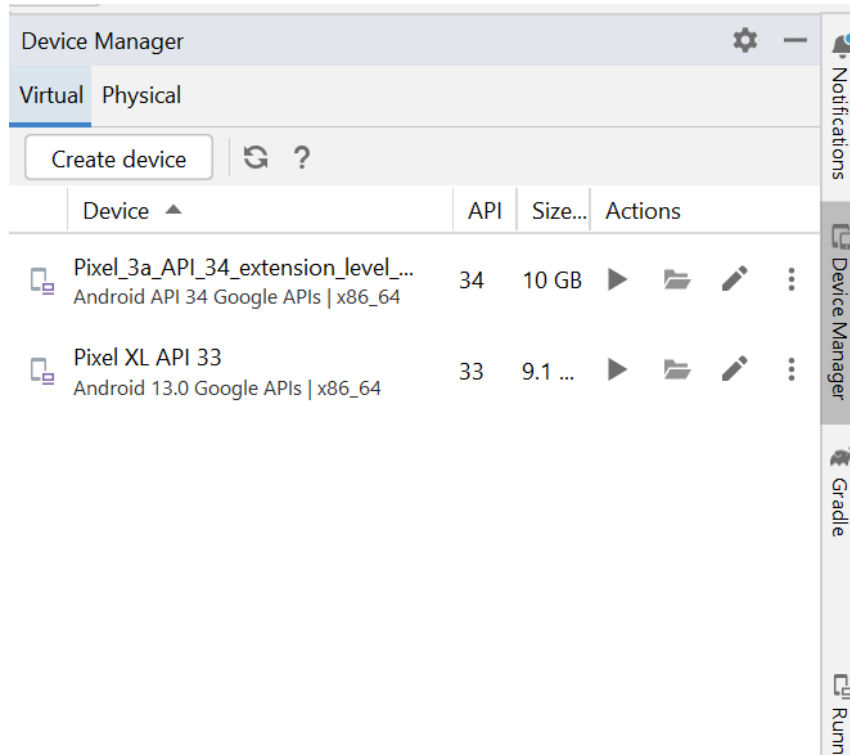 Device Manager
Virtual Physical
Create device ?
Device API Size... Actions
Pixel_3a_API_34_extension_level_... 34 10 GB
Android API 34 Google APIs | x86_64
Pixel XL API 33 33 9.1 ...
Android 13.0 Google APIs | x86_64
Notifications
Device Manager
Gradle
Runn